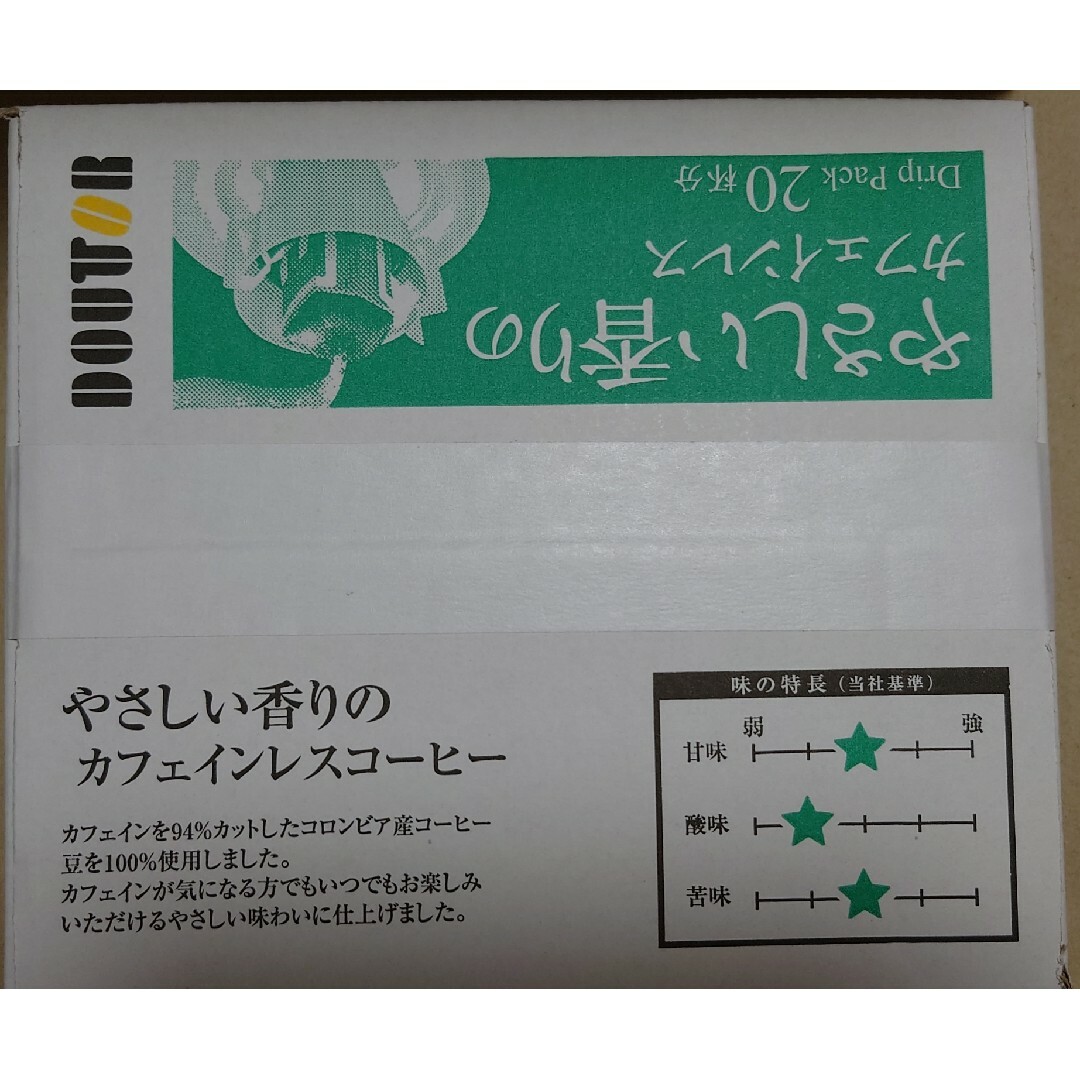 DOUTOR
やさしい香りの
カフェインレス
Drip Pack 20杯分
やさしい香りの
カフェインレスコーヒー
カフェインを94%カットしたコロンビア産コーヒー
豆を100%使用しました。
カフェインが気になる方でもいつでもお楽しみ
いただけるやさしい味わいに仕上げました。
味の特長(当社基準)
弱 強
甘味
酸味
苦味